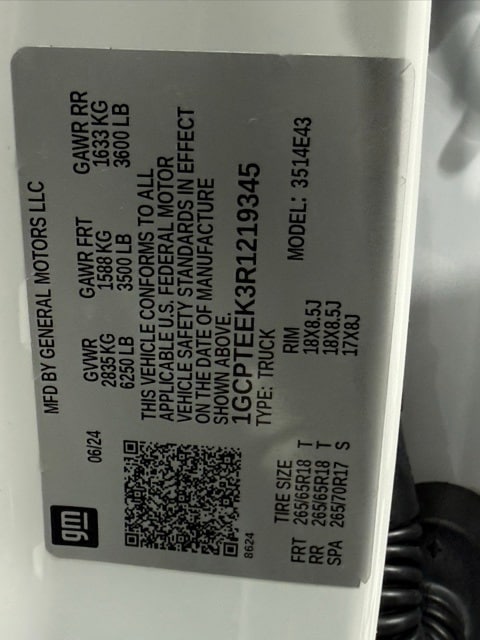 gm
MFD BY GENERAL MOTORS LLC
06/24
GVWR GAWR FRT GAWR RR
2835 KG 1588 KG 1633 KG
6250 LB 3500 LB 3600 LB
THIS VEHICLE CONFORMS TO ALL
APPLICABLE U.S. FEDERAL MOTOR
VEHICLE SAFETY STANDARDS IN EFFECT
ON THE DATE OF MANUFACTURE
SHOWN ABOVE.
1GCPTEEK3R1219345
8624
TYPE: TRUCK MODEL: 3514E43
TIRE SIZE RIM
FRT 265/65R18 T 18X8.5J
RR 265/65R18 T 18X8.5J
SPA 265/70R17 S 17X8J